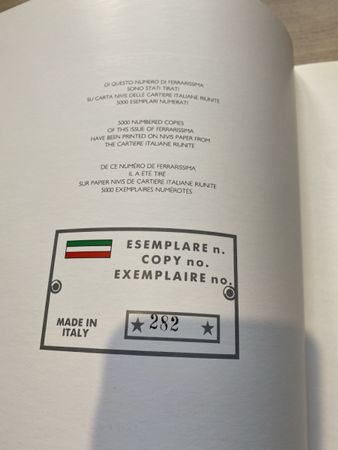 DI QUESTO NUMERO DI FERRARISSIMA
SONO STATI TIRATI
SU CARTA NIVIS DELLE CARTIERE ITALIANE RIUNITE
5000 ESEMPLARI NUMERATI
5000 NUMBERED COPIES
OF THIS ISSUE OF FERRARISSIMA
HAVE BEEN PRINTED ON NIVIS PAPER FROM
THE CARTIERE ITALIANE RIUNITE
DE CE NUMÉRO DE FERRARISSIMA
IL A ÉTÉ TIRÉ
SUR PAPIER NIVIS DE CARTIERE ITALIANE RIUNITE
5000 EXEMPLAIRES NUMÉROTÉS
ESEMPLARE n.
COPY no.
EXEMPLAIRE no.
MADE IN
ITALY
★ 282 ★